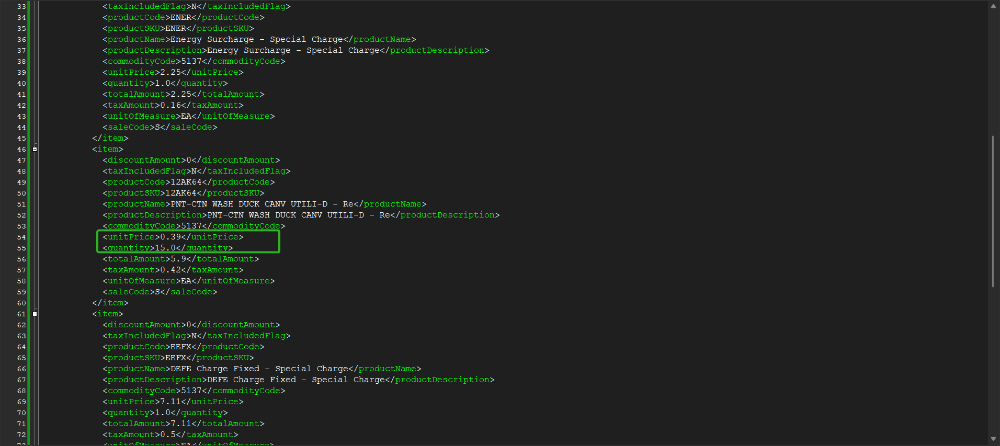 33 <taxIncludedFlag>N</taxIncludedFlag>
34 <productCode>ENER</productCode>
35 <productSKU>ENER</productSKU>
36 <productName>Energy Surcharge - Special Charge</productName>
37 <productDescription>Energy Surcharge - Special Charge</productDescription>
38 <commodityCode>5137</commodityCode>
39 <unitPrice>2.25</unitPrice>
40 <quantity>1.0</quantity>
41 <totalAmount>2.25</totalAmount>
42 <taxAmount>0.16</taxAmount>
43 <unitOfMeasure>EA</unitOfMeasure>
44 <saleCode>S</saleCode>
45 </item>
46 <item>
47 <discountAmount>0</discountAmount>
48 <taxIncludedFlag>N</taxIncludedFlag>
49 <productCode>12AK64</productCode>
50 <productSKU>12AK64</productSKU>
51 <productName>PNT-CTN WASH DUCK CANV UTILI-D - Re</productName>
52 <productDescription>PNT-CTN WASH DUCK CANV UTILI-D - Re</productDescription>
53 <commodityCode>5137</commodityCode>
54 <unitPrice>0.39</unitPrice>
55 <quantity>15.0</quantity>
56 <totalAmount>5.9</totalAmount>
57 <taxAmount>0.42</taxAmount>
58 <unitOfMeasure>EA</unitOfMeasure>
59 <saleCode>S</saleCode>
60 </item>
61 <item>
62 <discountAmount>0</discountAmount>
63 <taxIncludedFlag>N</taxIncludedFlag>
64 <productCode>EEFX</productCode>
65 <productSKU>EEFX</productSKU>
66 <productName>DEFE Charge Fixed - Special Charge</productName>
67 <productDescription>DEFE Charge Fixed - Special Charge</productDescription>
68 <commodityCode>5137</commodityCode>
69 <unitPrice>7.11</unitPrice>
70 <quantity>1.0</quantity>
71 <totalAmount>7.11</totalAmount>
72 <taxAmount>0.5</taxAmount>
73 <unitOfMeasure>EA</unitOfMeasure>